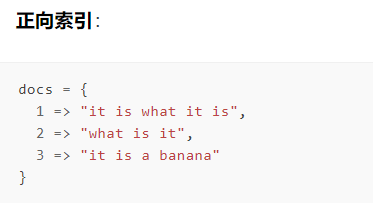 正向索引：
docs = {
  1 => "it is what it is",
  2 => "what is it",
  3 => "it is a banana"
}